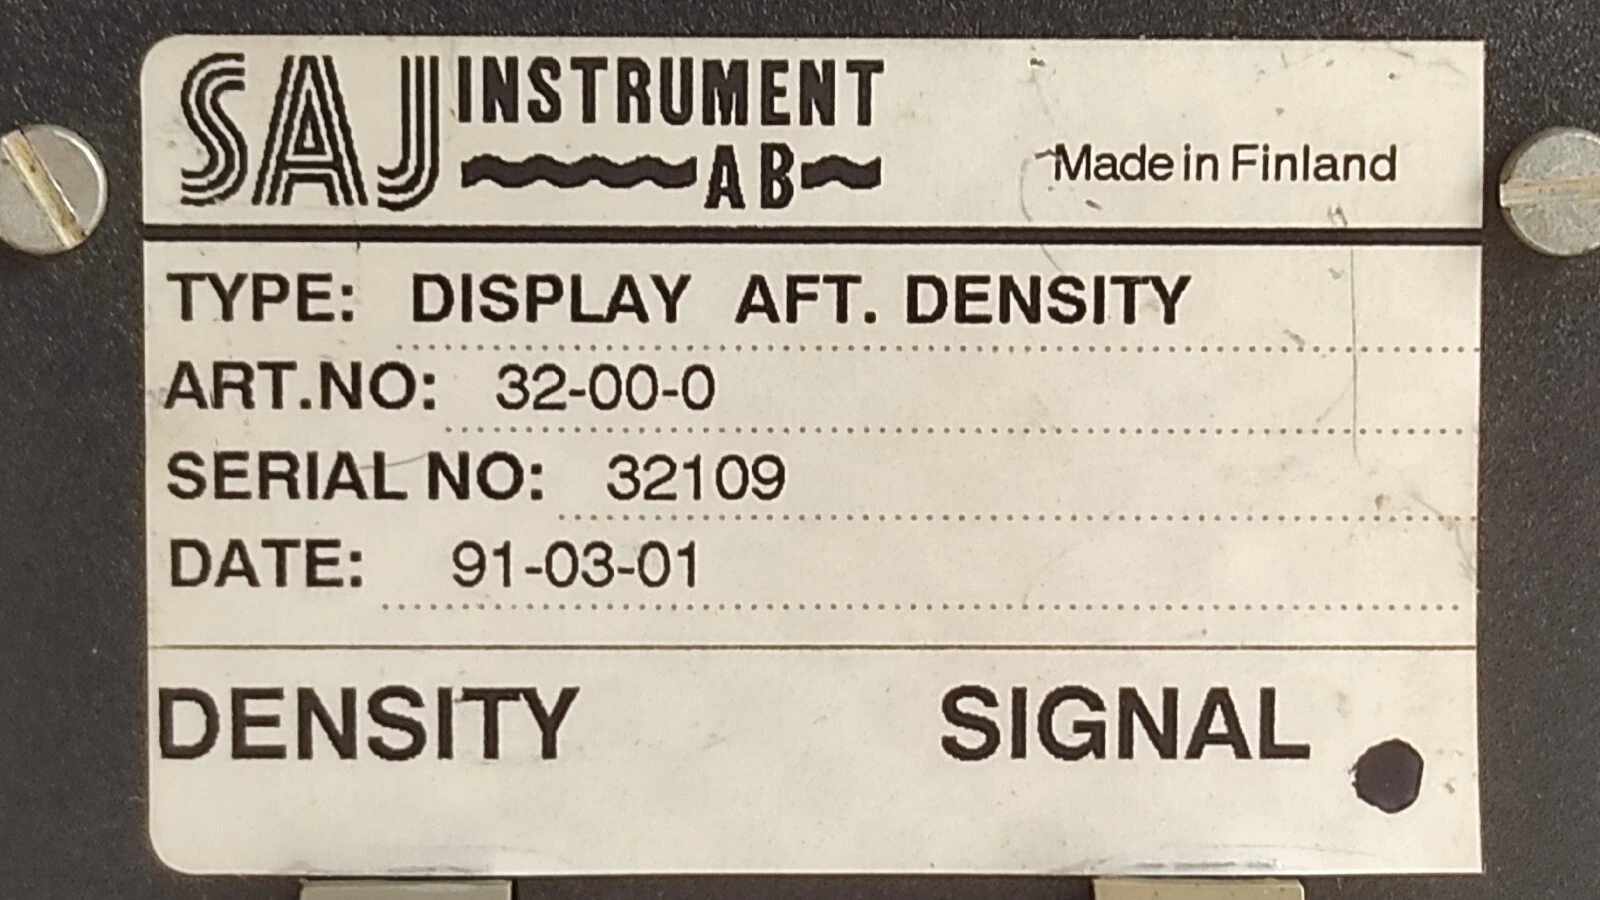 SAJ INSTRUMENT
AB
Made in Finland
TYPE: DISPLAY AFT. DENSITY
ART.NO: 32-00-0
SERIAL NO: 32109
DATE: 91-03-01
DENSITY SIGNAL